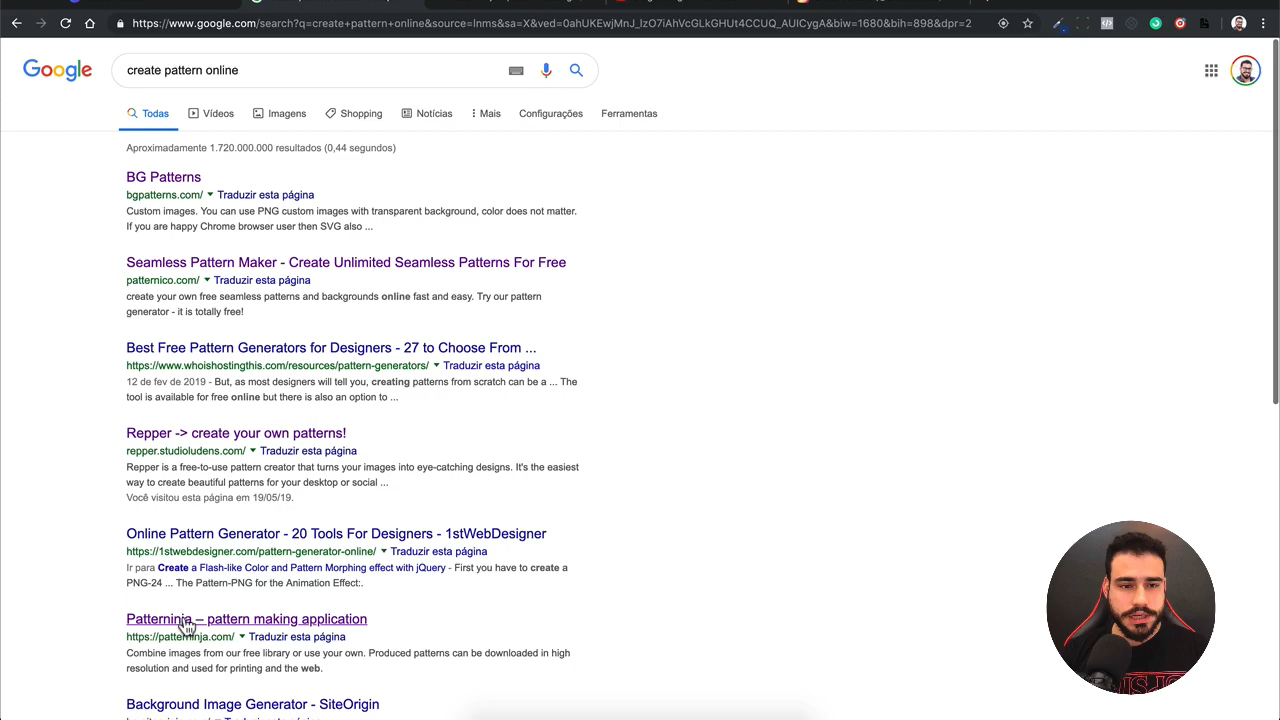 https://www.google.com/search?q=create+pattern+online&source=lnms&sa=X&ved=0ahUKEwjMnJ_IzO7iAhVcGLkGHUt4CCUQ_AUICygA&biw=1680&bih=898&dpr=2
Google
create pattern online
Todas Vídeos Imagens Shopping Notícias Mais Configurações Ferramentas
Aproximadamente 1.720.000.000 resultados (0,44 segundos)
BG Patterns
bgpatterns.com/ Traduzir esta página
Custom images. You can use PNG custom images with transparent background, color does not matter.
If you are happy Chrome browser user then SVG also ...
Seamless Pattern Maker - Create Unlimited Seamless Patterns For Free
patternico.com/ Traduzir esta página
create your own free seamless patterns and backgrounds online fast and easy. Try our pattern
generator - it is totally free!
Best Free Pattern Generators for Designers - 27 to Choose From ...
https://www.whoishostingthis.com/resources/pattern-generators/ Traduzir esta página
12 de fev de 2019 - But, as most designers will tell you, creating patterns from scratch can be a ... The
tool is available for free online but there is also an option to ...
Repper -> create your own patterns!
repper.studioludens.com/ Traduzir esta página
Repper is a free-to-use pattern creator that turns your images into eye-catching designs. It's the easiest
way to create beautiful patterns for your desktop or social ...
Você visitou esta página em 19/05/19.
Online Pattern Generator - 20 Tools For Designers - 1stWebDesigner
https://1stwebdesigner.com/pattern-generator-online/ Traduzir esta página
Ir para Create a Flash-like Color and Pattern Morphing effect with jQuery - First you have to create a
PNG-24 ... The Pattern-PNG for the Animation Effect:.
Patterninja – pattern making application
https://patterninja.com/ Traduzir esta página
Combine images from our free library or use your own. Produced patterns can be downloaded in high
resolution and used for printing and the web.
Background Image Generator - SiteOrigin